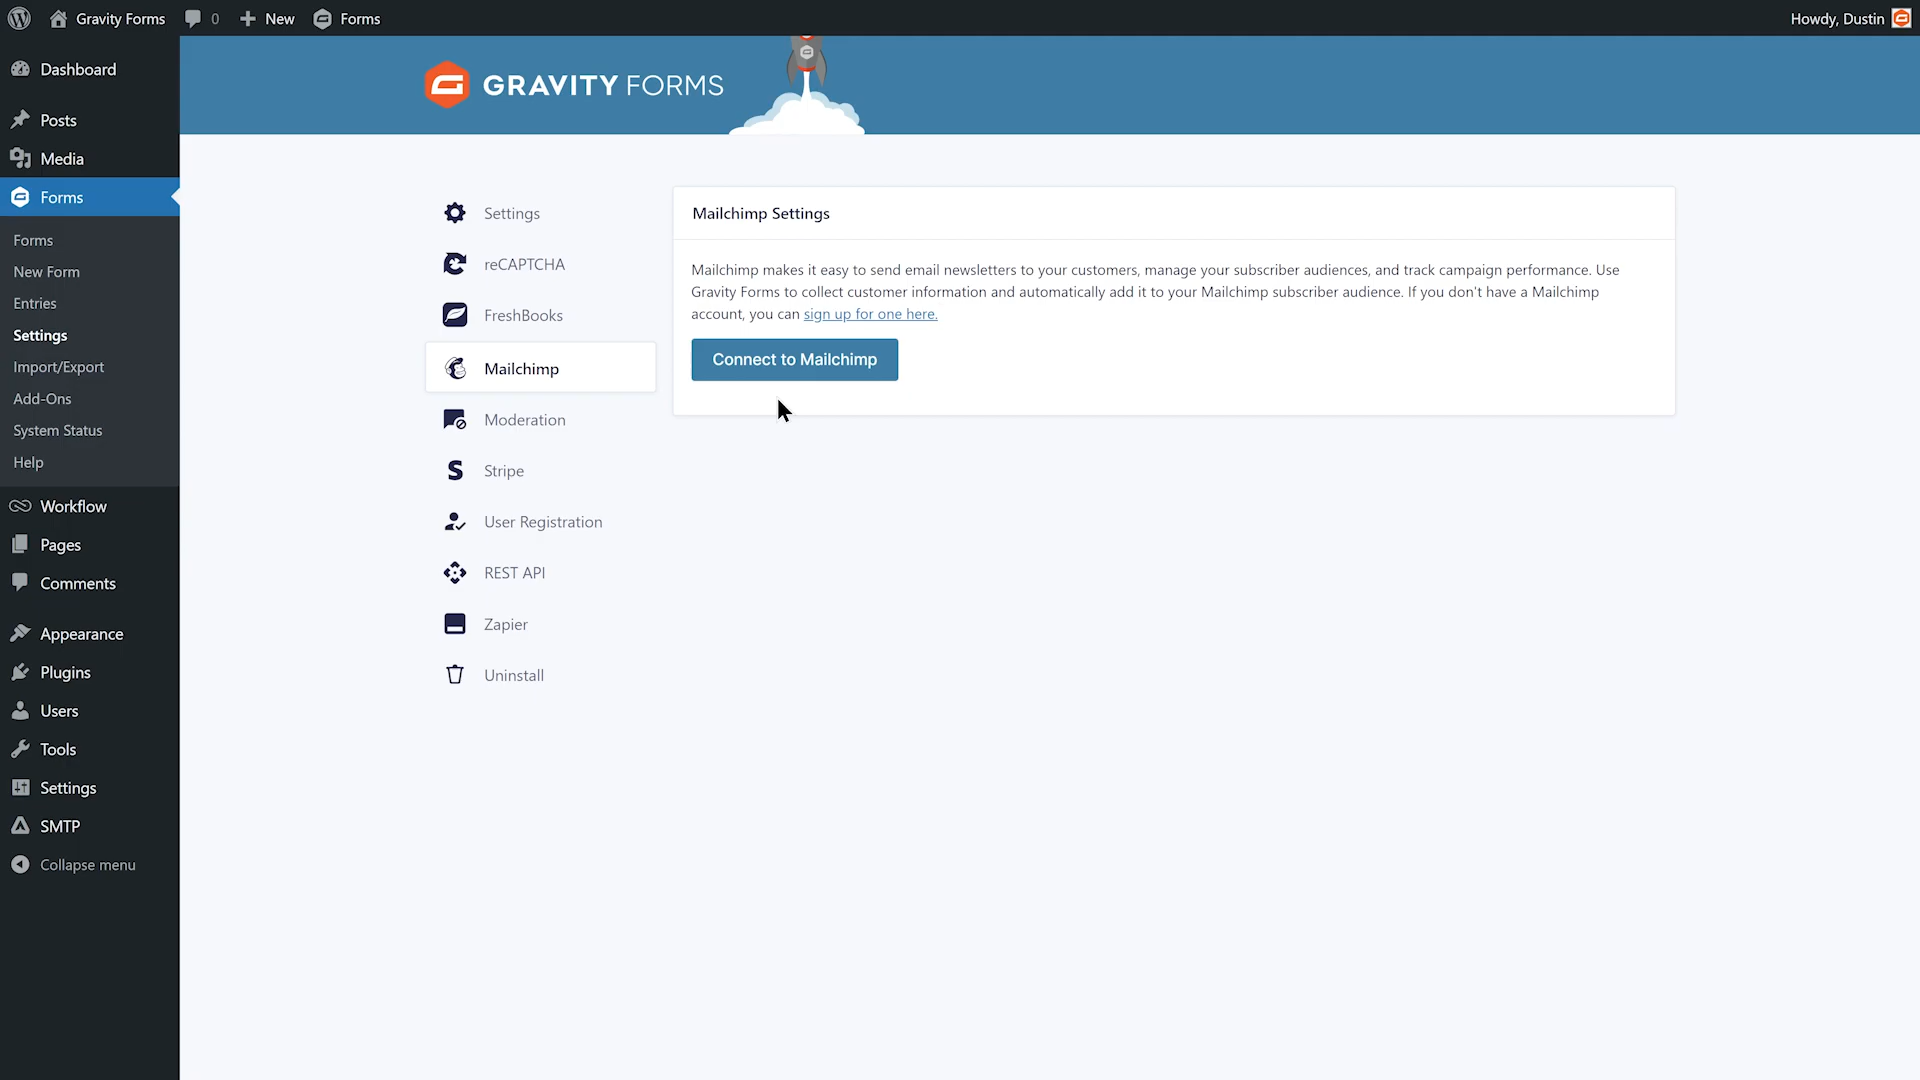 Gravity Forms 0 New Forms Howdy, Dustin
Dashboard
Posts
Media
Forms
Forms
New Form
Entries
Settings
Import/Export
Add-Ons
System Status
Help
Workflow
Pages
Comments
Appearance
Plugins
Users
Tools
Settings
SMTP
Collapse menu
GRAVITY FORMS
Settings
reCAPTCHA
FreshBooks
Mailchimp
Moderation
Stripe
User Registration
REST API
Zapier
Uninstall
Mailchimp Settings
Mailchimp makes it easy to send email newsletters to your customers, manage your subscriber audiences, and track campaign performance. Use
Gravity Forms to collect customer information and automatically add it to your Mailchimp subscriber audience. If you don't have a Mailchimp
account, you can sign up for one here.
Connect to Mailchimp